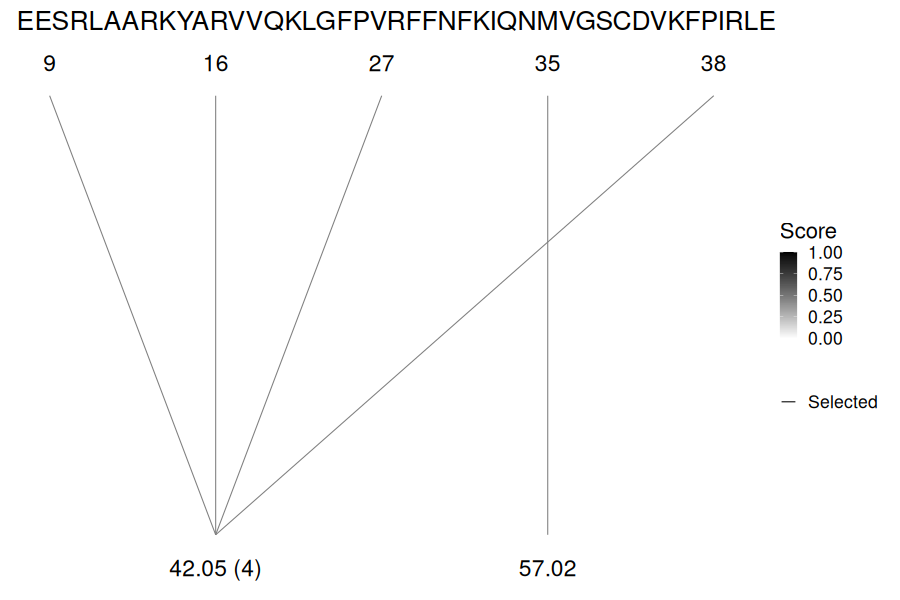 EESRLAARKYARVVQKLGFPVRFFNFKIQNMVGSCDVKFPIRLE
9 16 27 35 38
Score
1.00
0.75
0.50
0.25
0.00
Selected
42.05 (4) 57.02